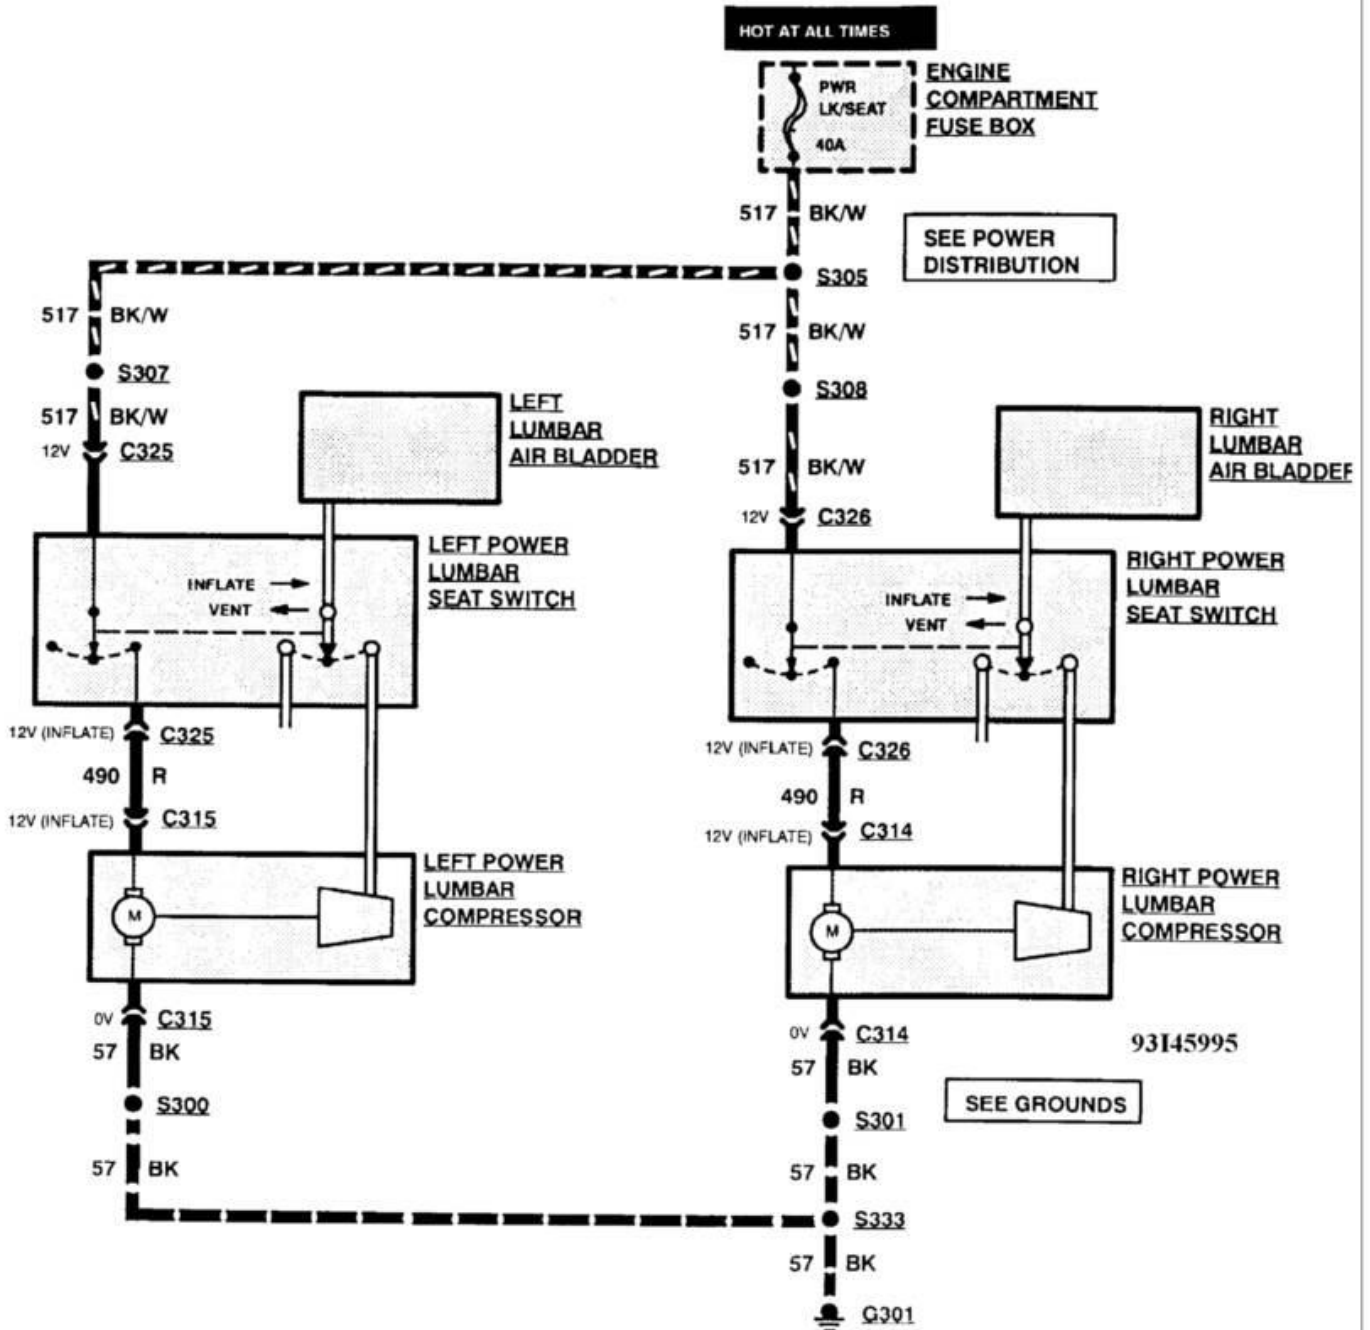 HOT AT ALL TIMES
PWR
LK/SEAT
40A
ENGINE
COMPARTMENT
FUSE BOX
517 BK/W
SEE POWER
DISTRIBUTION
S305
517 BK/W
517 BK/W
S307
S308
517 BK/W
12V C325
LEFT
LUMBAR
AIR BLADDER
RIGHT
LUMBAR
AIR BLADDER
517 BK/W
12V C326
LEFT POWER
LUMBAR
SEAT SWITCH
INFLATE
VENT
RIGHT POWER
LUMBAR
SEAT SWITCH
INFLATE
VENT
12V (INFLATE) C325
490 R
12V (INFLATE) C315
12V (INFLATE) C326
490 R
12V (INFLATE) C314
LEFT POWER
LUMBAR
COMPRESSOR
M
RIGHT POWER
LUMBAR
COMPRESSOR
M
0V C315
57 BK
0V C314
57 BK
93I45995
SEE GROUNDS
S300
S301
57 BK
57 BK
S333
57 BK
G301